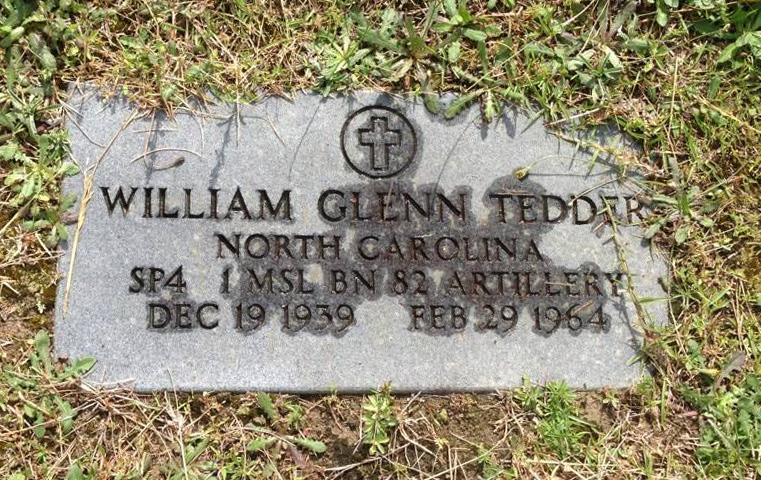 WILLIAM GLENN TEDDER
NORTH CAROLINA
SP4 1 MSL BN 82 ARTILLERY
DEC 19 1939 FEB 29 1964